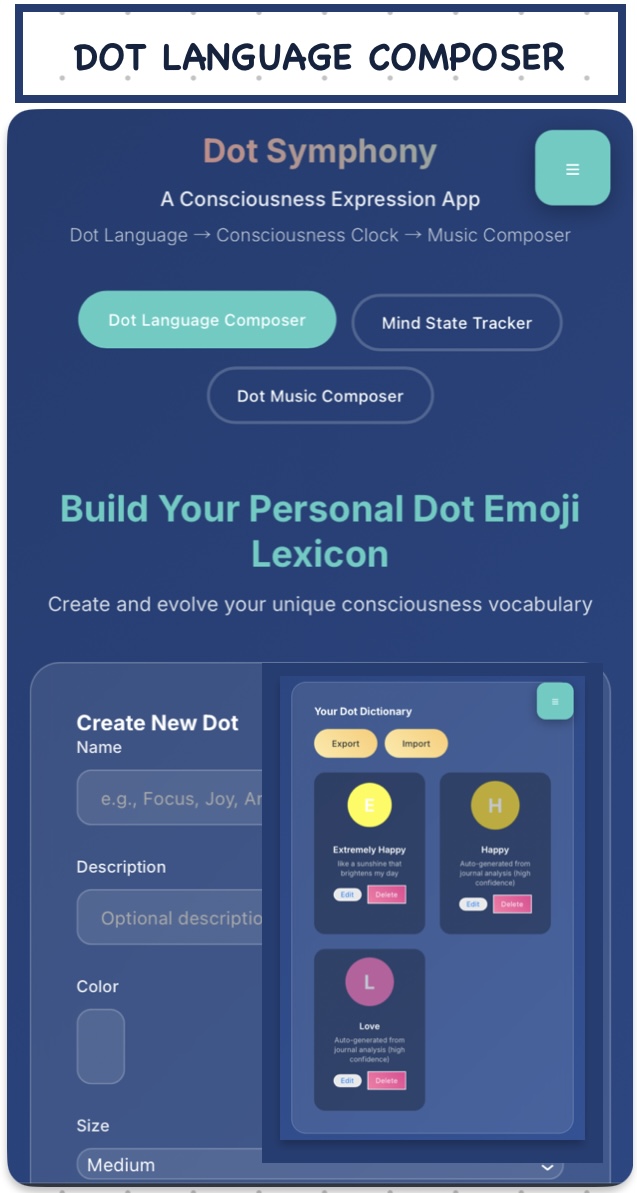 DOT LANGUAGE COMPOSER
Dot Symphony
≡
A Consciousness Expression App
Dot Language → Consciousness Clock → Music Composer
Dot Language Composer
Mind State Tracker
Dot Music Composer
Build Your Personal Dot Emoji
Lexicon
Create and evolve your unique consciousness vocabulary
Create New Dot
Name
e.g., Focus, Joy, An
Description
Optional descriptio
Color
Size
Medium
≡
Your Dot Dictionary
Export
Import
E
Extremely Happy
like a sunshine that
brightens my day
Edit
Delete
H
Happy
Auto-generated from
journal analysis (high
confidence)
Edit
Delete
L
Love
Auto-generated from
journal analysis (high
confidence)
Edit
Delete